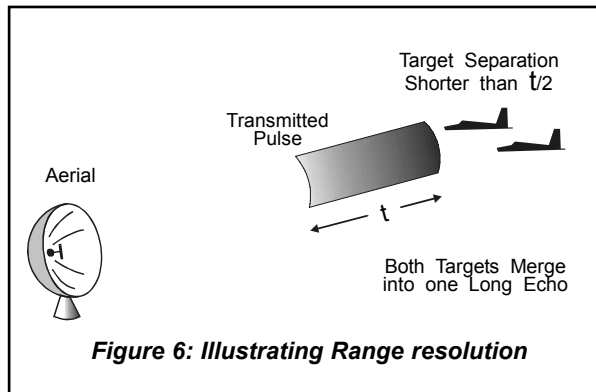 Target Separation
Shorter than t/2
Transmitted
Pulse
Aerial
t
Both Targets Merge
into one Long Echo
Figure 6: Illustrating Range resolution